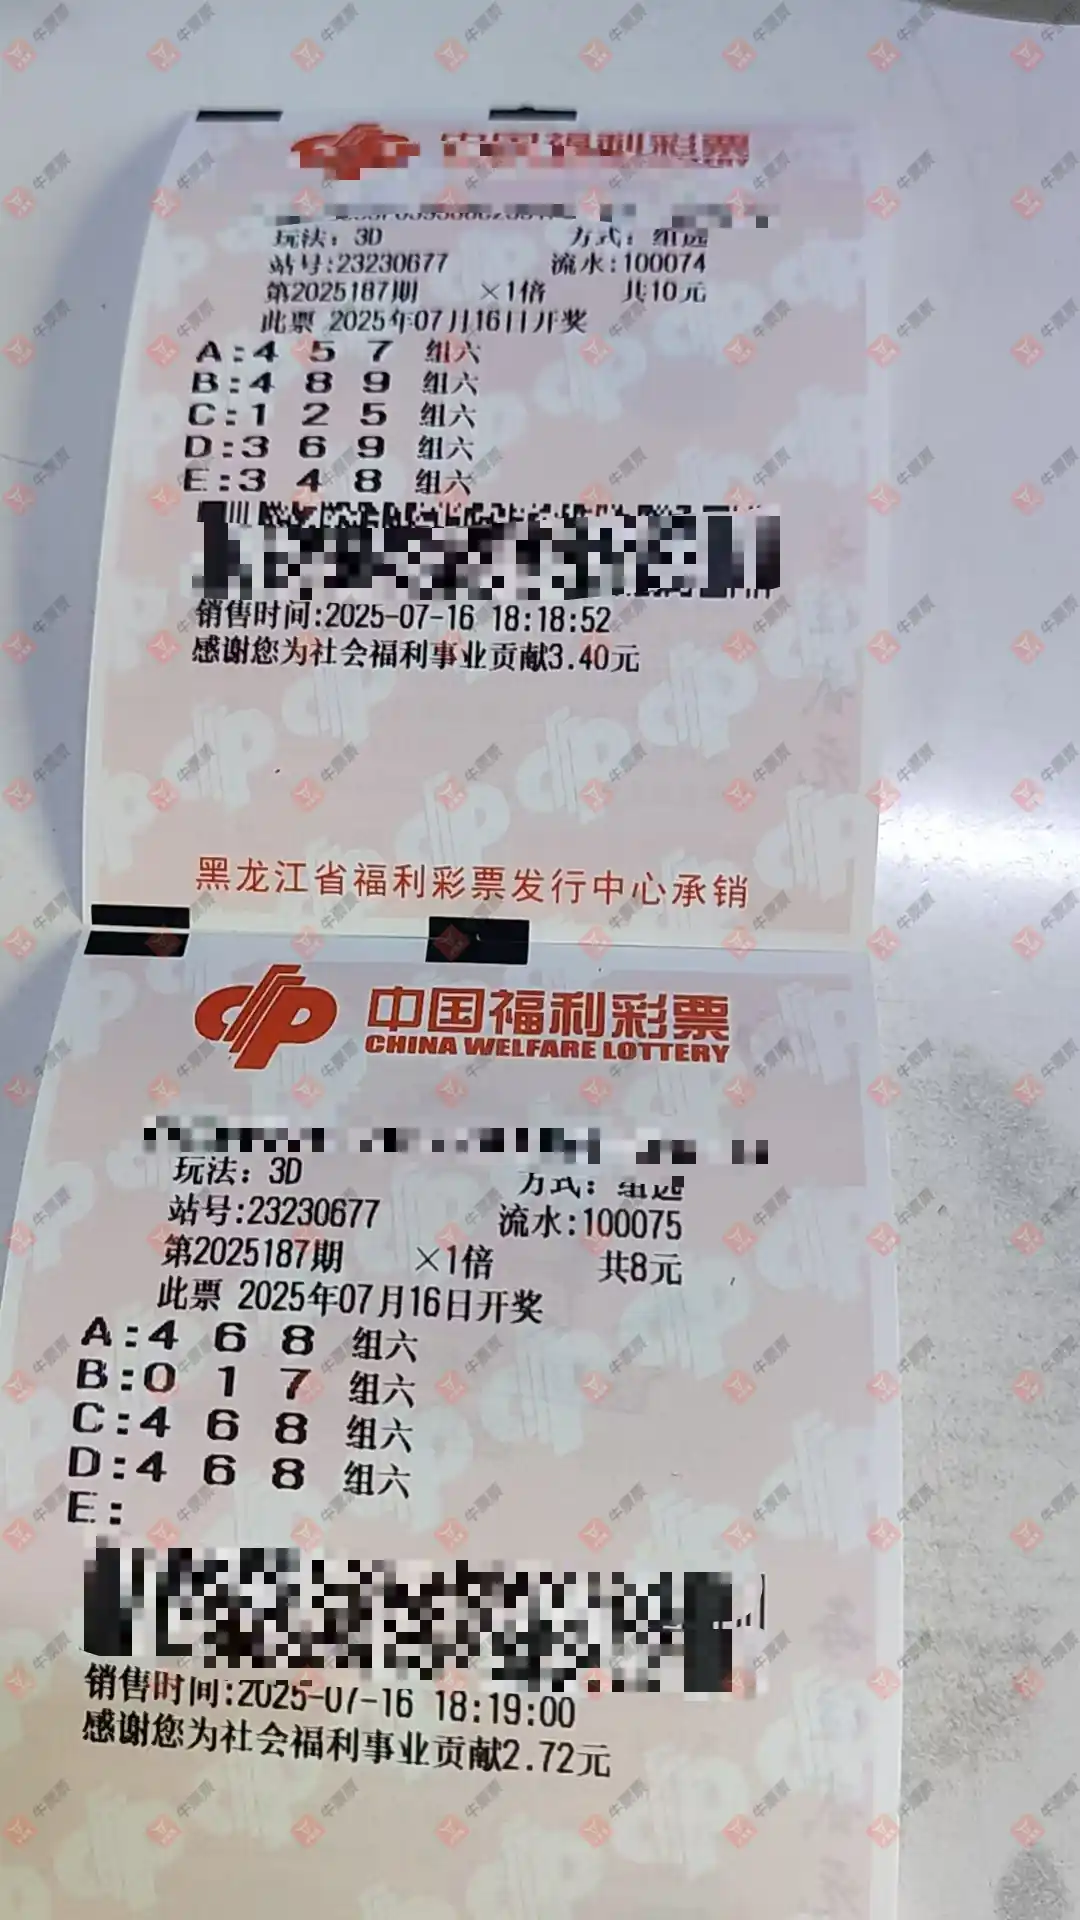 中国福利彩票
玩法：3D 方式：组选
站号:23230677 流水:100074
第2025187期 ×1倍 共10元
此票 2025年07月16日开奖
A:4 5 7 组六
B:4 8 9 组六
C:1 2 5 组六
D:3 6 9 组六
E:3 4 8 组六
销售时间:2025-07-16 18:18:52
感谢您为社会福利事业贡献3.40元
黑龙江省福利彩票发行中心承销
中国福利彩票
CHINA WELFARE LOTTERY
玩法：3D 方式：组选
站号:23230677 流水:100075
第2025187期 ×1倍 共8元
此票 2025年07月16日开奖
A:4 6 8 组六
B:0 1 7 组六
C:4 6 8 组六
D:4 6 8 组六
E:
销售时间:2025-07-16 18:19:00
感谢您为社会福利事业贡献2.72元
牛票票